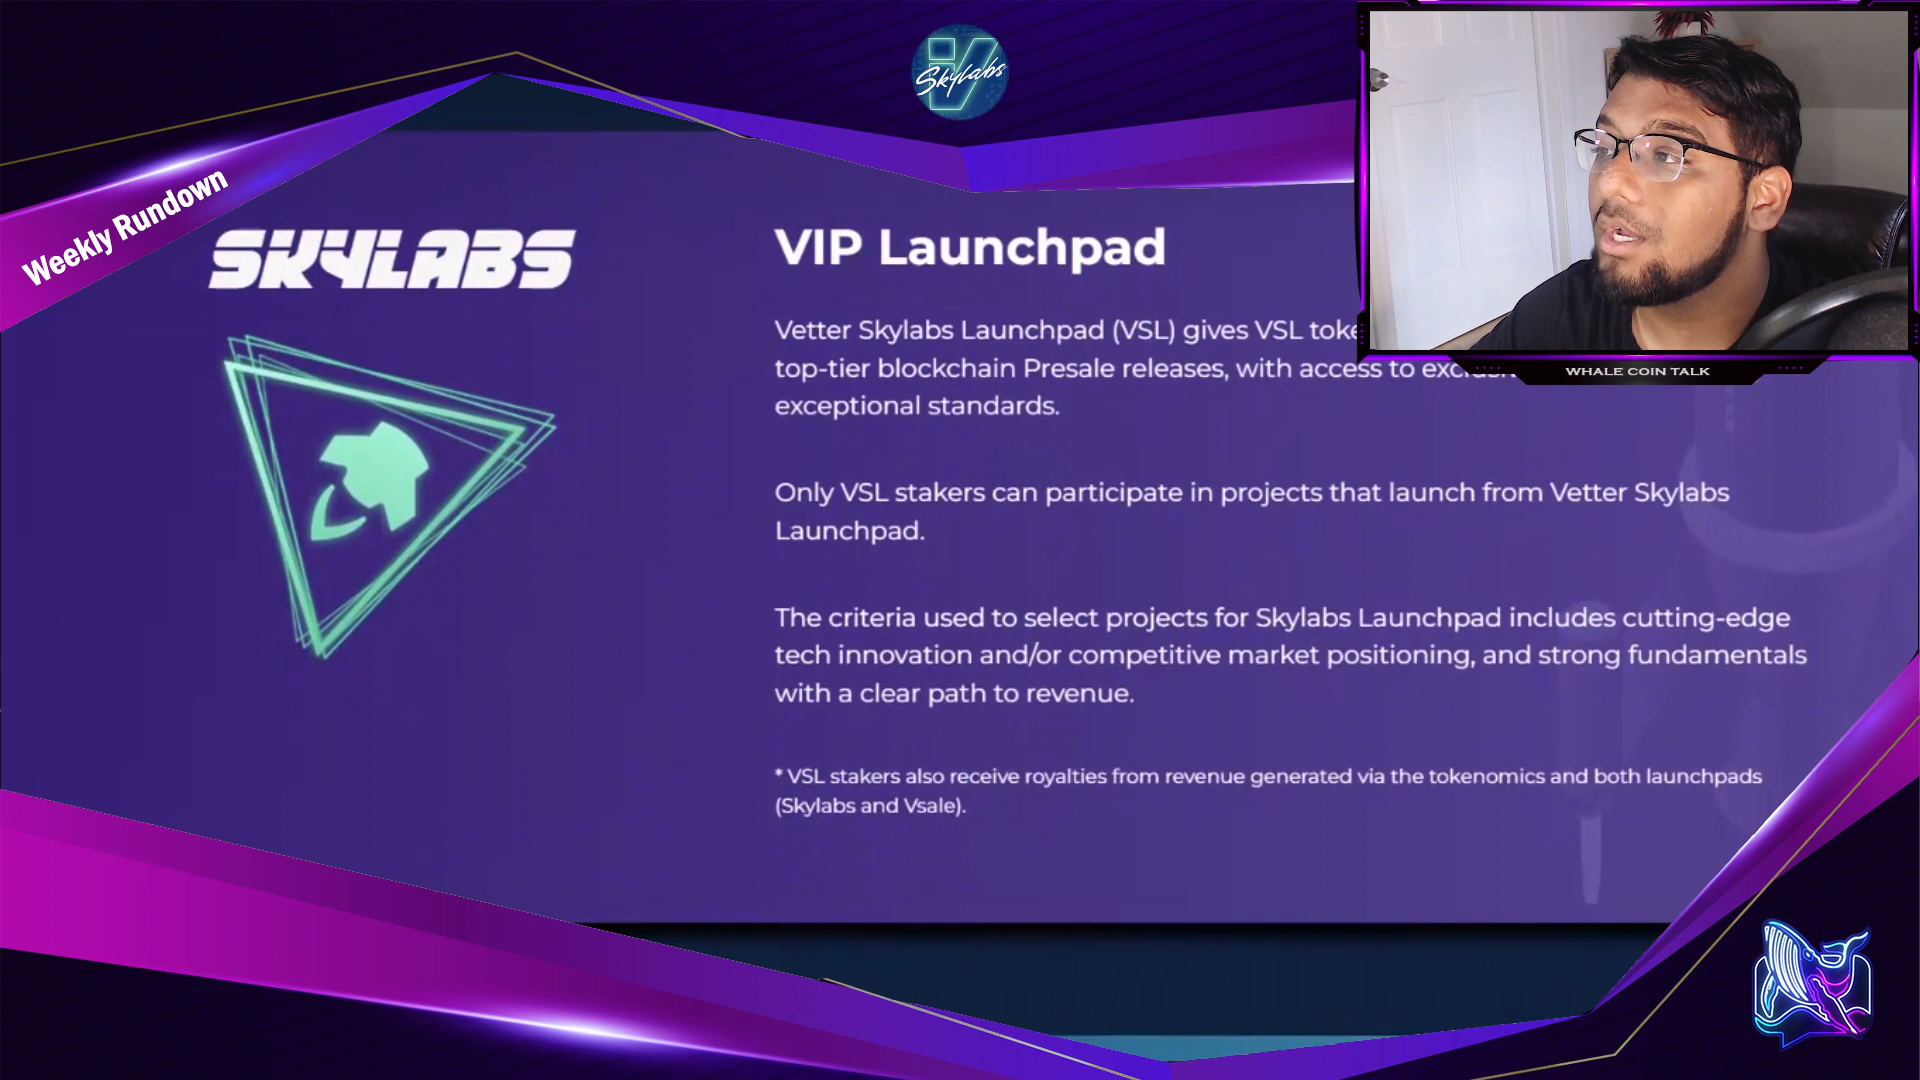 Skylabs
Weekly Rundown
SKYLABS
VIP Launchpad
Vetter Skylabs Launchpad (VSL) gives VSL
top-tier blockchain Presale releases, with access to
exceptional standards.
Only VSL stakers can participate in projects that launch from Vetter Skylabs
Launchpad.
The criteria used to select projects for Skylabs Launchpad includes cutting-edge
tech innovation and/or competitive market positioning, and strong fundamentals
with a clear path to revenue.
* VSL stakers also receive royalties from revenue generated via the tokenomics and both launchpads
(Skylabs and Vsale).
WHALE COIN TALK